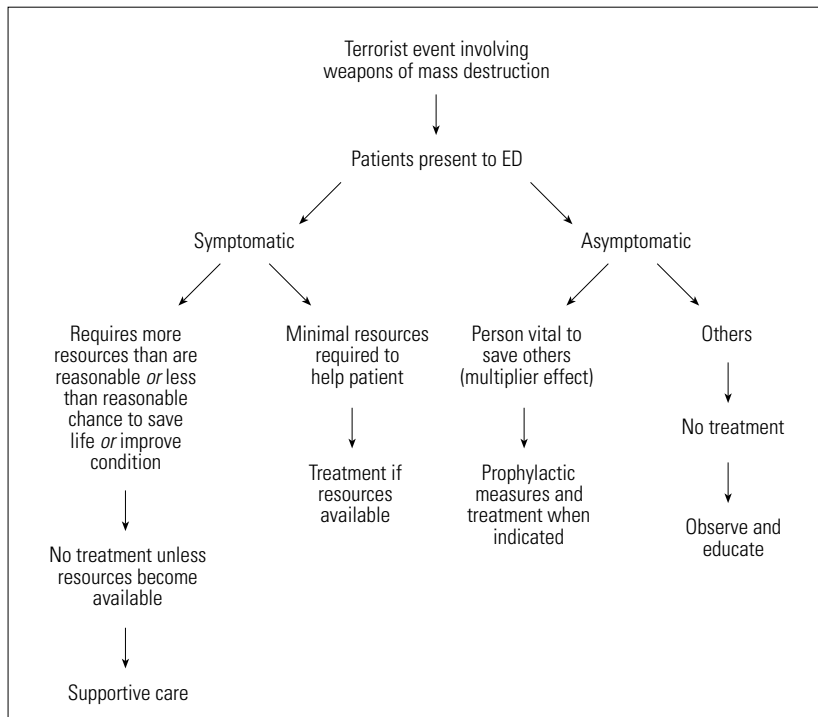 Terrorist event involving
weapons of mass destruction
Patients present to ED
Symptomatic
Asymptomatic
Requires more
resources than are
reasonable or less
than reasonable
chance to save
life or improve
condition
Minimal resources
required to
help patient
Person vital to
save others
(multiplier effect)
Others
No treatment
Treatment if
resources
available
Prophylactic
measures and
treatment when
indicated
Observe and
educate
No treatment unless
resources become
available
Supportive care